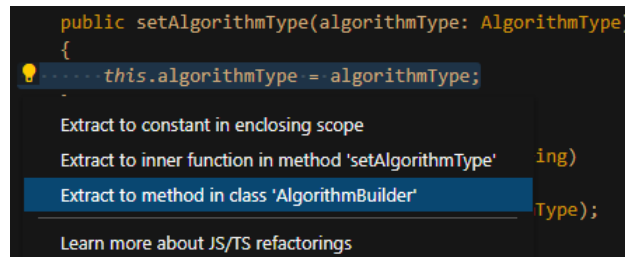 public setAlgorithmType(algorithmType: AlgorithmType)
{
this.algorithmType = algorithmType;
Extract to constant in enclosing scope
Extract to inner function in method 'setAlgorithmType'
ing)
Extract to method in class 'AlgorithmBuilder'
Type);
Learn more about JS/TS refactorings